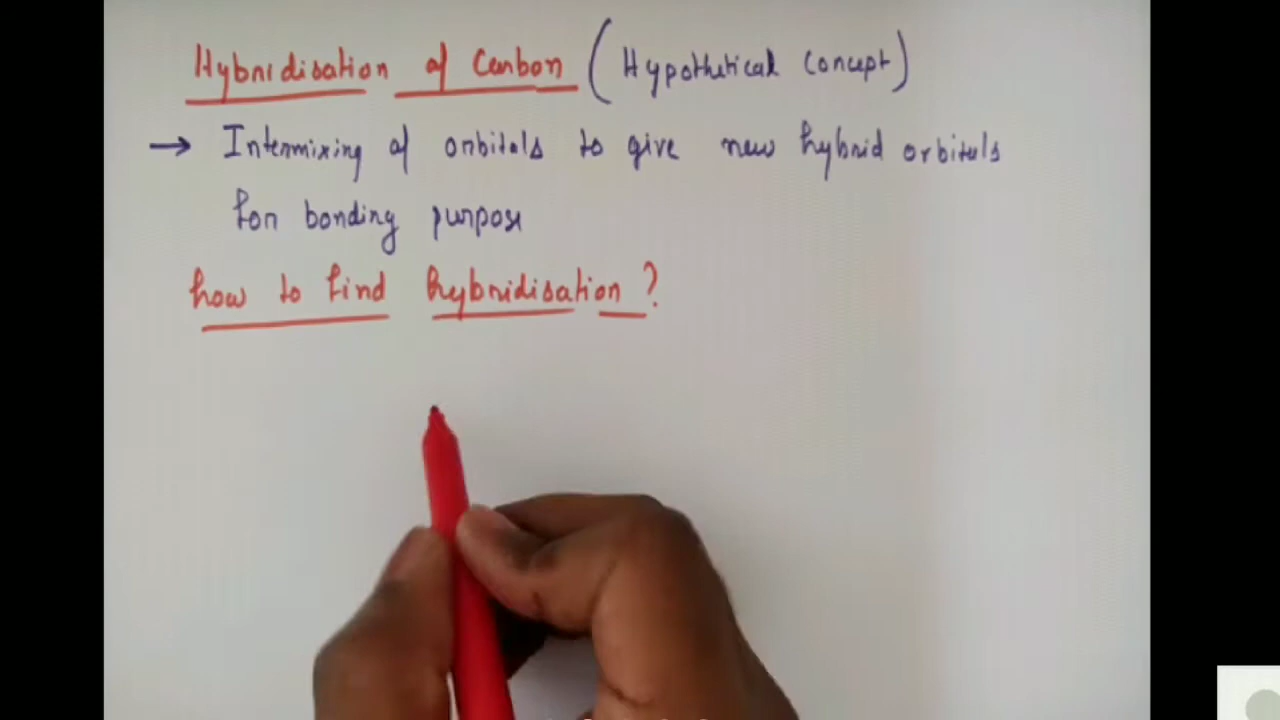 Hybridisation of Carbon (Hypothetical Concept)
→ Intermixing of orbitals to give new hybrid orbitals
for bonding purpose
how to find hybridisation?